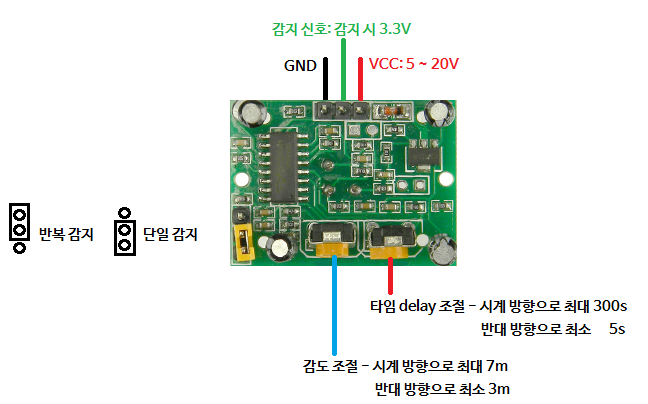 감지 신호: 감지 시 3.3V
GND
VCC: 5 ~ 20V
반복 감지
단일 감지
타임 delay 조절 - 시계 방향으로 최대 300s
반대 방향으로 최소 5s
감도 조절 - 시계 방향으로 최대 7m
반대 방향으로 최소 3m